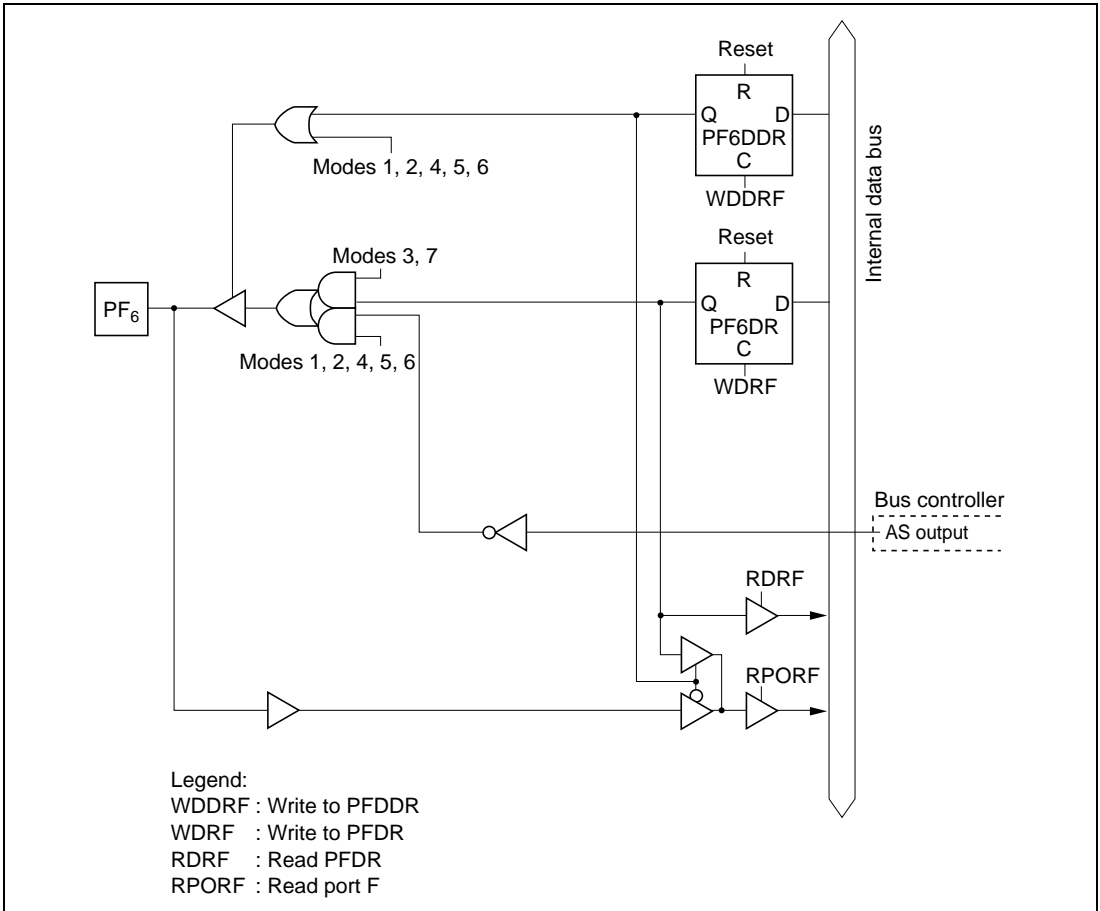 Reset
R
Q D
PF6DDR
C
WDDRF
Modes 1, 2, 4, 5, 6
Internal data bus
Reset
R
Q D
PF6DR
C
WDRF
Modes 3, 7
PF6
Modes 1, 2, 4, 5, 6
Bus controller
AS output
RDRF
RPORF
Legend:
WDDRF : Write to PFDDR
WDRF : Write to PFDR
RDRF : Read PFDR
RPORF : Read port F